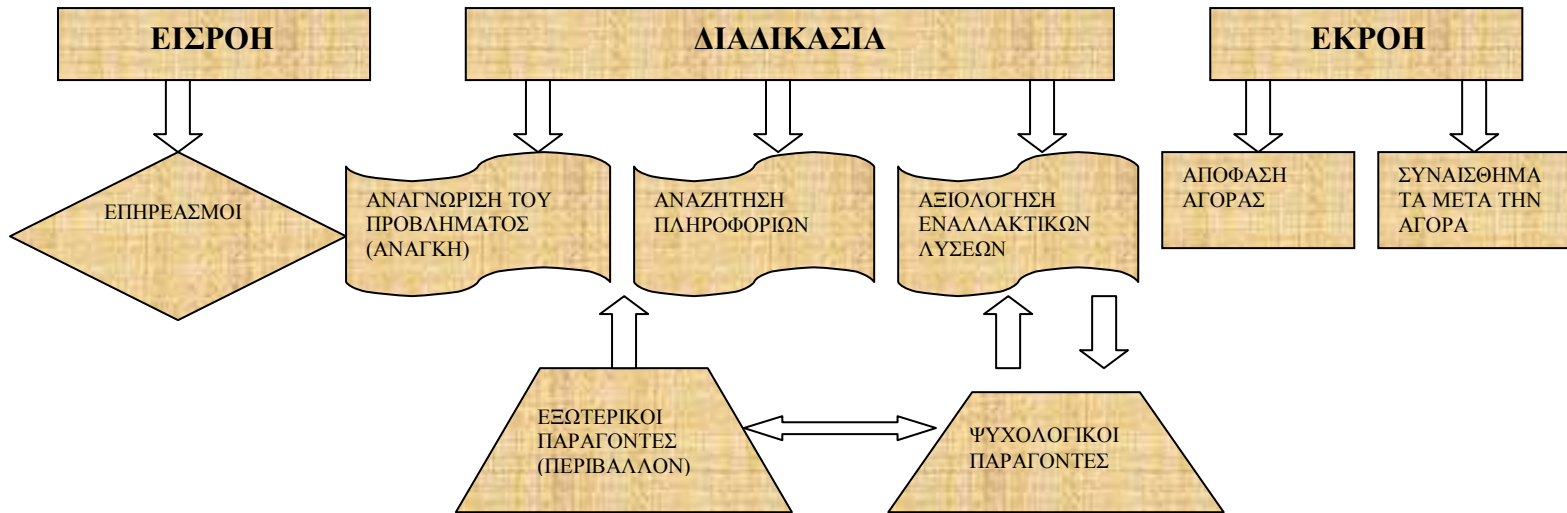 ΕΙΣΡΟΗ
ΔΙΑΔΙΚΑΣΙΑ
ΕΚΡΟΗ
ΕΠΗΡΕΑΣΜΟΙ
ΑΝΑΓΝΩΡΙΣΗ ΤΟΥ
ΠΡΟΒΛΗΜΑΤΟΣ
(ΑΝΑΓΚΗ)
ΑΝΑΖΗΤΗΣΗ
ΠΛΗΡΟΦΟΡΙΩΝ
ΑΞΙΟΛΟΓΗΣΗ
ΕΝΑΛΛΑΚΤΙΚΩΝ
ΛΥΣΕΩΝ
ΑΠΟΦΑΣΗ
ΑΓΟΡΑΣ
ΣΥΝΑΙΣΘΗΜΑ
ΤΑ ΜΕΤΑ ΤΗΝ
ΑΓΟΡΑ
ΕΞΩΤΕΡΙΚΟΙ
ΠΑΡΑΓΟΝΤΕΣ
(ΠΕΡΙΒΑΛΛΟΝ)
ΨΥΧΟΛΟΓΙΚΟΙ
ΠΑΡΑΓΟΝΤΕΣ